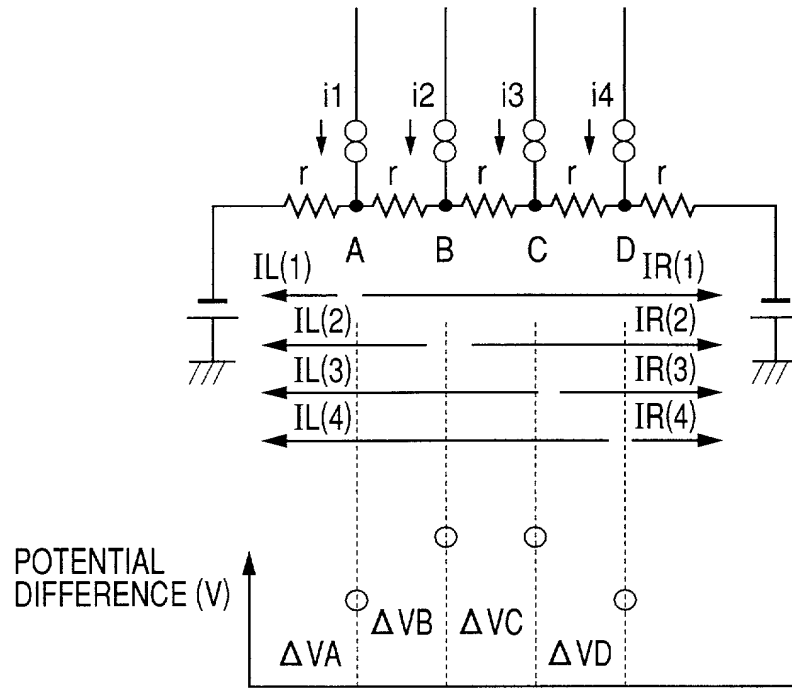 i1 i2 i3 i4
r r r r r
A B C D
IL(1) IR(1)
IL(2) IR(2)
IL(3) IR(3)
IL(4) IR(4)
POTENTIAL
DIFFERENCE (V)
ΔVA ΔVB ΔVC ΔVD